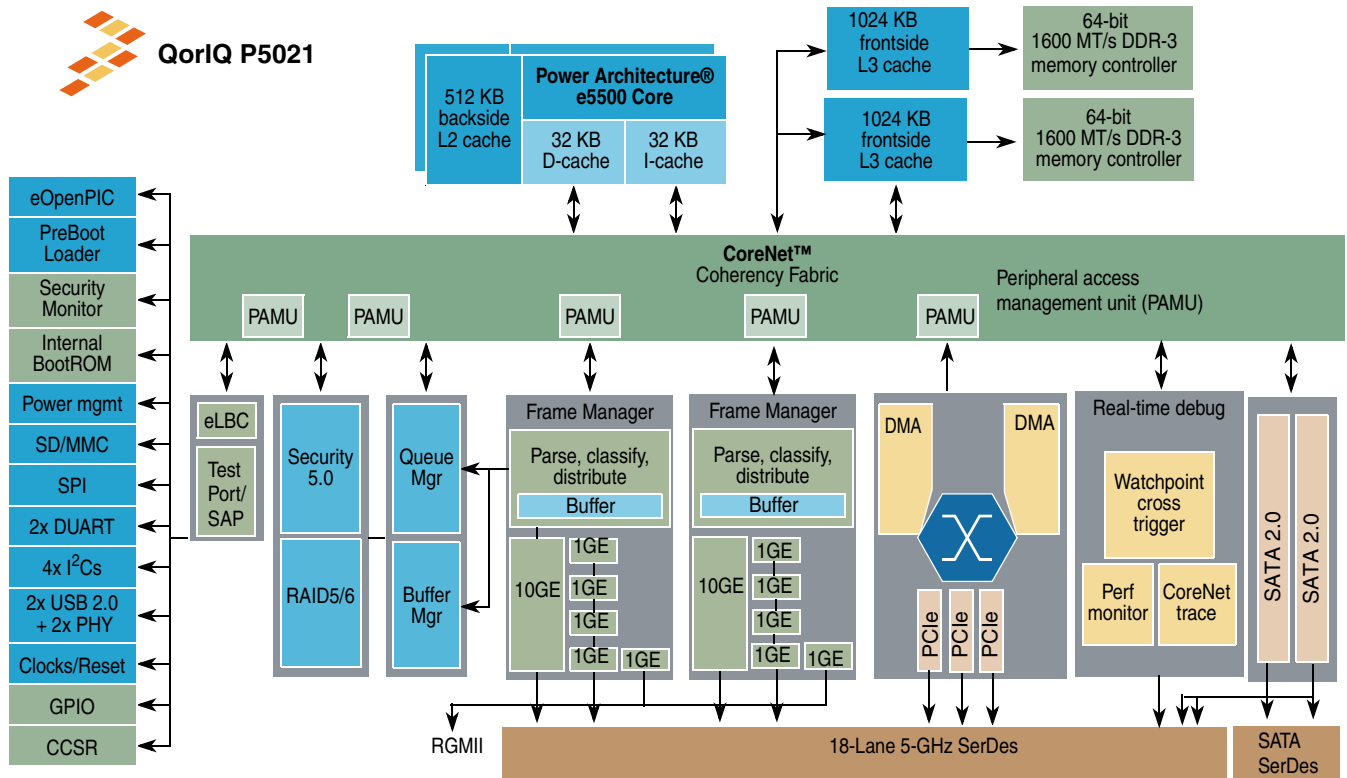 QorIQ P5021
512 KB
backside
L2 cache
Power Architecture®
e5500 Core
32 KB
D-cache
32 KB
I-cache
1024 KB
frontside
L3 cache
64-bit
1600 MT/s DDR-3
memory controller
1024 KB
frontside
L3 cache
64-bit
1600 MT/s DDR-3
memory controller
eOpenPIC
PreBoot
Loader
Security
Monitor
Internal
BootROM
Power mgmt
SD/MMC
SPI
2x DUART
4x I²Cs
2x USB 2.0
+ 2x PHY
Clocks/Reset
GPIO
CCSR
CoreNet™
Coherency Fabric
Peripheral access
management unit (PAMU)
PAMU
PAMU
PAMU
PAMU
PAMU
eLBC
Test
Port/
SAP
Security
5.0
RAID5/6
Queue
Mgr
Buffer
Mgr
Frame Manager
Parse, classify,
distribute
Buffer
10GE
1GE
1GE
1GE
1GE
1GE
Frame Manager
Parse, classify,
distribute
Buffer
10GE
1GE
1GE
1GE
1GE
1GE
DMA
DMA
PCIe
PCIe
PCIe
Real-time debug
Watchpoint
cross
trigger
Perf
monitor
CoreNet
trace
SATA 2.0
SATA 2.0
RGMII
18-Lane 5-GHz SerDes
SATA
SerDes